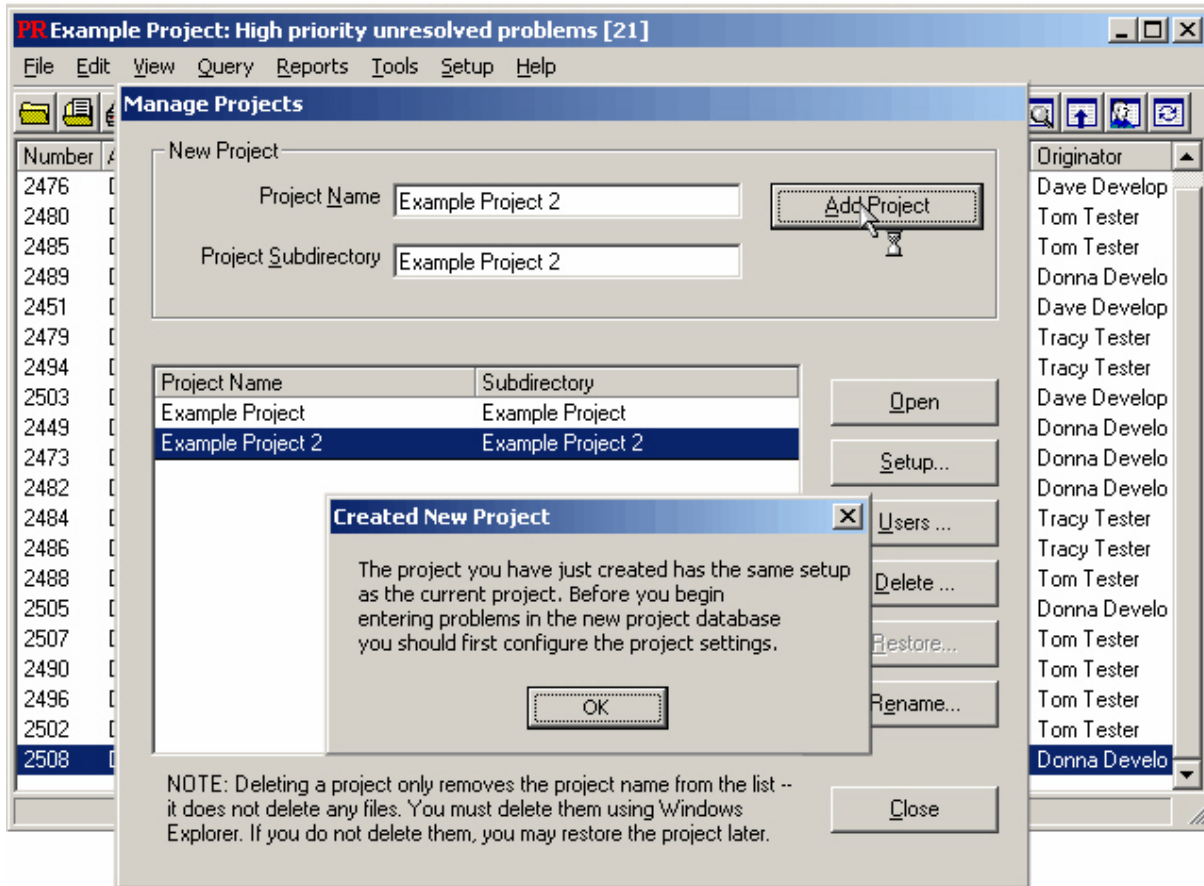 PR Example Project: High priority unresolved problems [21]
File Edit View Query Reports Tools Setup Help
Manage Projects
New Project
Project Name Example Project 2
Add Project
Project Subdirectory Example Project 2
Project Name Subdirectory
Example Project Example Project
Example Project 2 Example Project 2
Open
Setup...
Users ...
Delete ...
Restore...
Rename...
Created New Project
The project you have just created has the same setup
as the current project. Before you begin
entering problems in the new project database
you should first configure the project settings.
OK
NOTE: Deleting a project only removes the project name from the list --
it does not delete any files. You must delete them using Windows
Explorer. If you do not delete them, you may restore the project later.
Close
Number
2476
2480
2485
2489
2451
2479
2494
2503
2449
2473
2482
2484
2486
2488
2505
2507
2490
2496
2502
2508
Originator
Dave Develop
Tom Tester
Tom Tester
Donna Develo
Dave Develop
Tracy Tester
Tracy Tester
Dave Develop
Donna Develo
Donna Develo
Donna Develo
Tracy Tester
Tracy Tester
Tom Tester
Donna Develo
Tom Tester
Tom Tester
Tom Tester
Tom Tester
Donna Develo